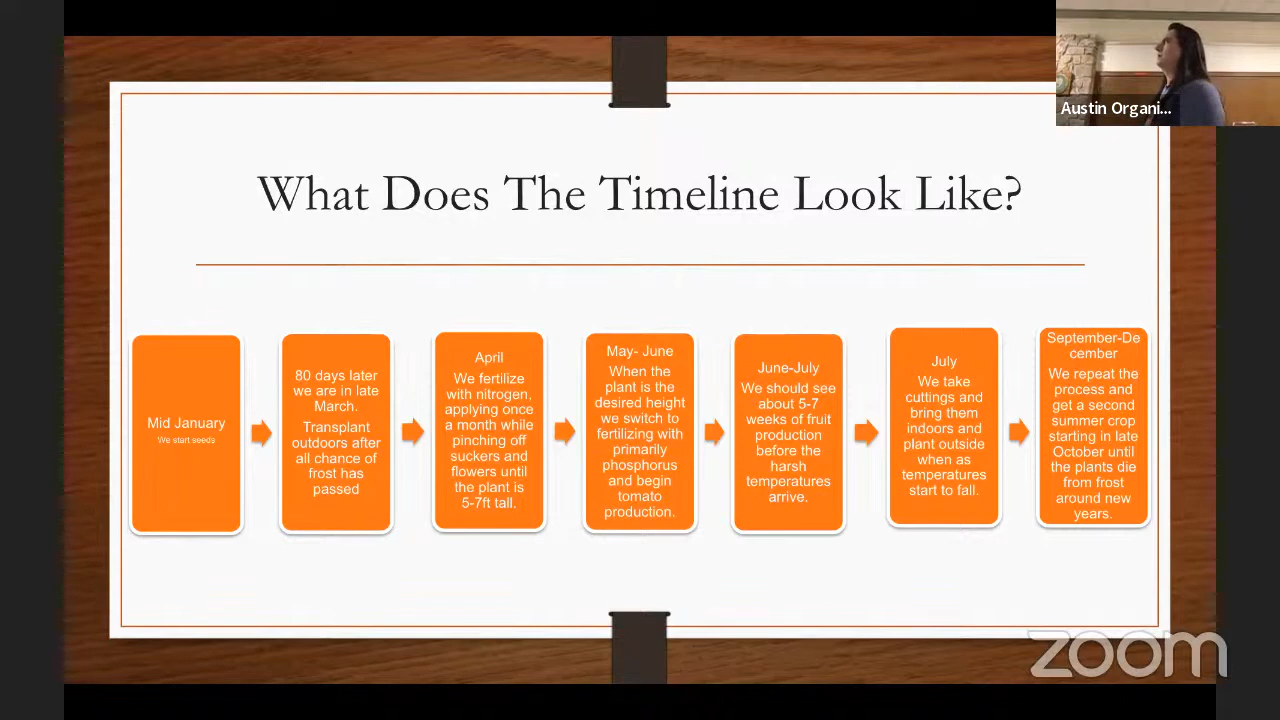 Austin Organi...
What Does The Timeline Look Like?
Mid January
We start seeds
80 days later
we are in late
March.
Transplant
outdoors after
all chance of
frost has
passed
April
We fertilize
with nitrogen,
applying once
a month while
pinching off
suckers and
flowers until
the plant is
5-7ft tall.
May- June
When the
plant is the
desired height
we switch to
fertilizing with
primarily
phosphorus
and begin
tomato
production.
June-July
We should see
about 5-7
weeks of fruit
production
before the
harsh
temperatures
arrive.
July
We take
cuttings and
bring them
indoors and
plant outside
when as
temperatures
start to fall.
September-De
cember
We repeat the
process and
get a second
summer crop
starting in late
October until
the plants die
from frost
around new
years.
zoom